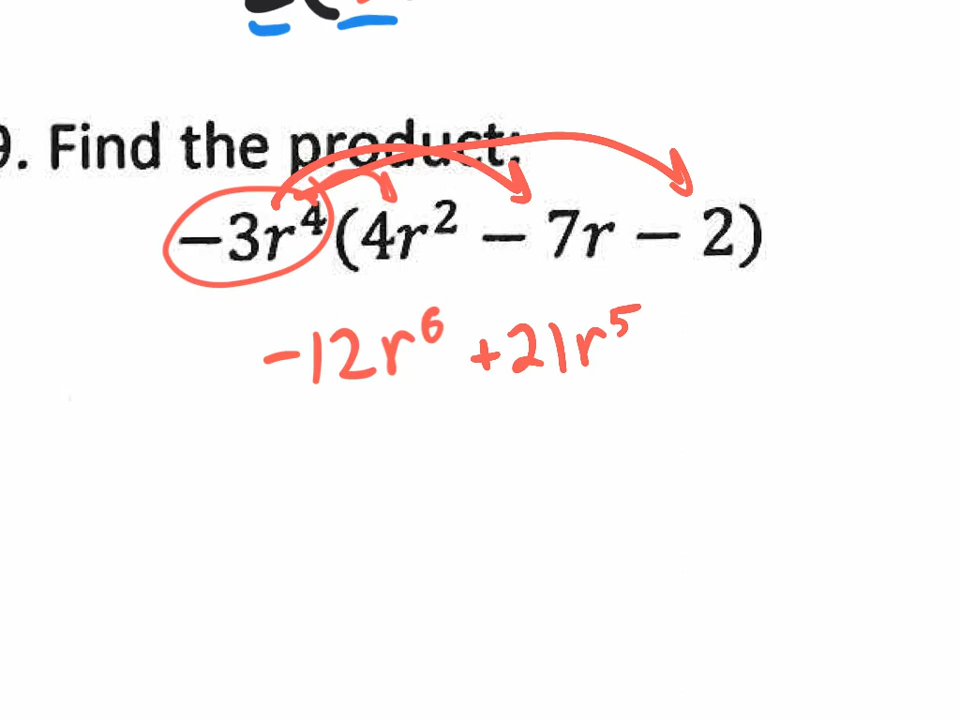 9. Find the product:
−3r⁴(4r² − 7r − 2)
-12r⁶ +21r⁵